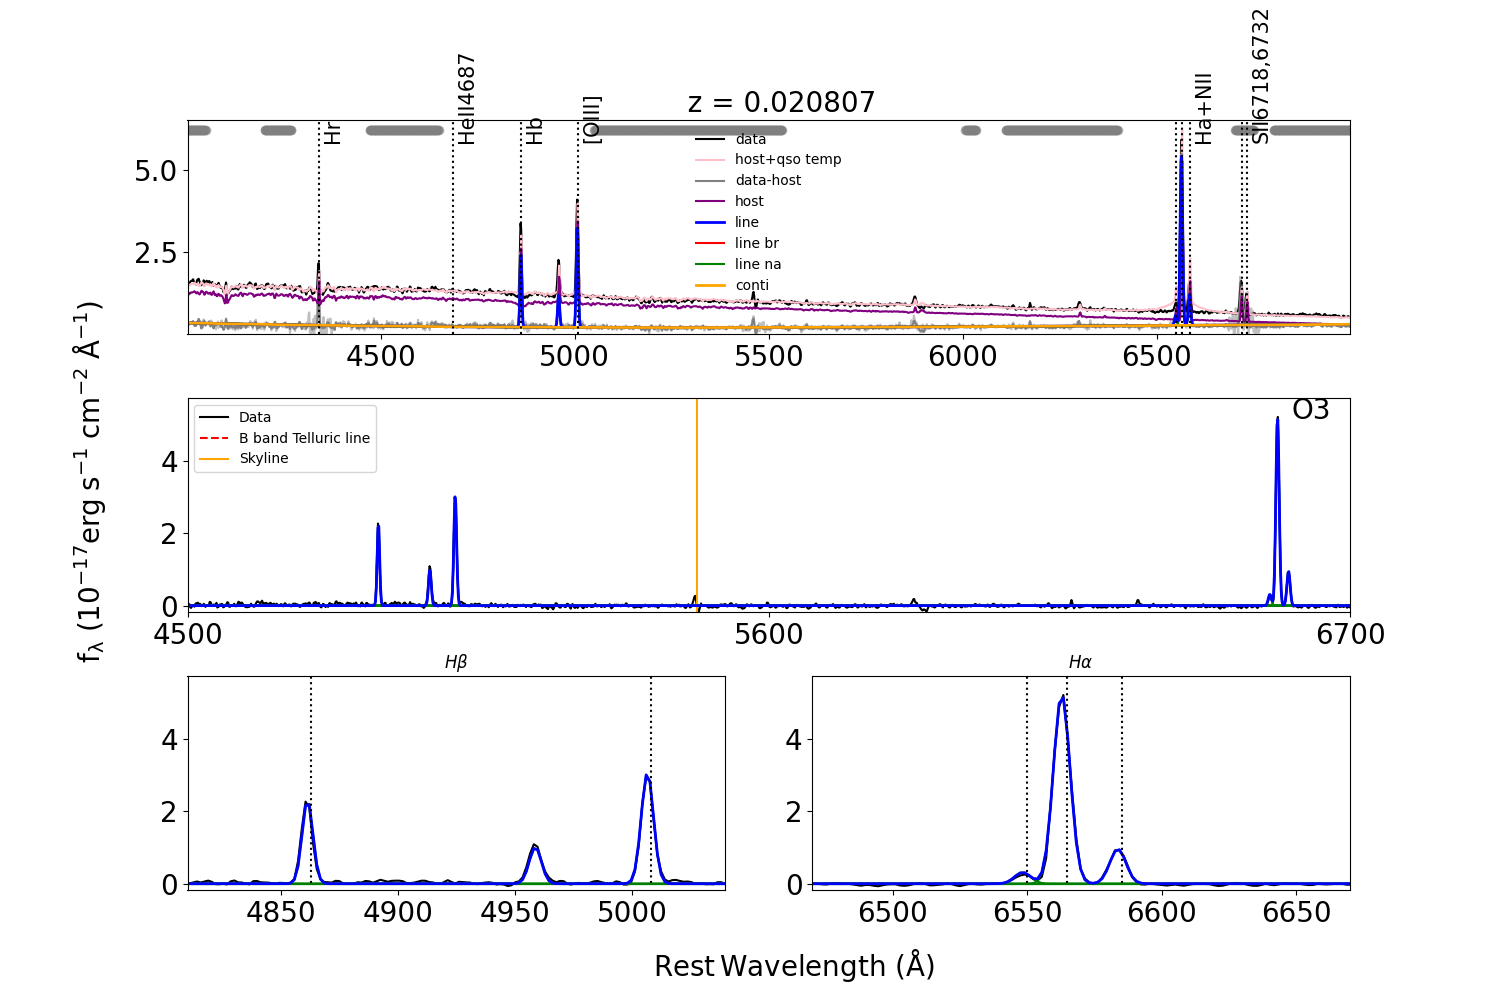 z = 0.020807
Hr
HeII4687
Hb
[OIII]
Ha+NII
SII6718,6732
data
host+qso temp
data-host
host
line
line br
line na
conti
5.0
2.5
4500 5000 5500 6000 6500
Data
B band Telluric line
Skyline
O3
4
2
0
4500 5600 6700
fλ (10⁻¹⁷erg s⁻¹ cm⁻² Å⁻¹)
Hβ
4
2
0
4850 4900 4950 5000
Hα
4
2
0
6500 6550 6600 6650
Rest Wavelength (Å)